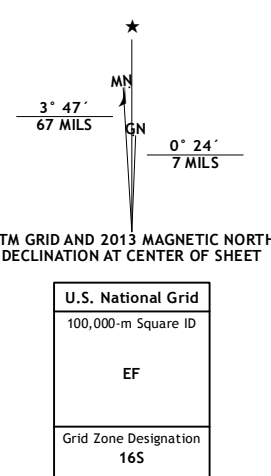 ★
MN
3° 47´
67 MILS
GN
0° 24´
7 MILS
TM GRID AND 2013 MAGNETIC NORTH
DECLINATION AT CENTER OF SHEET
U.S. National Grid
100,000-m Square ID
EF
Grid Zone Designation
16S